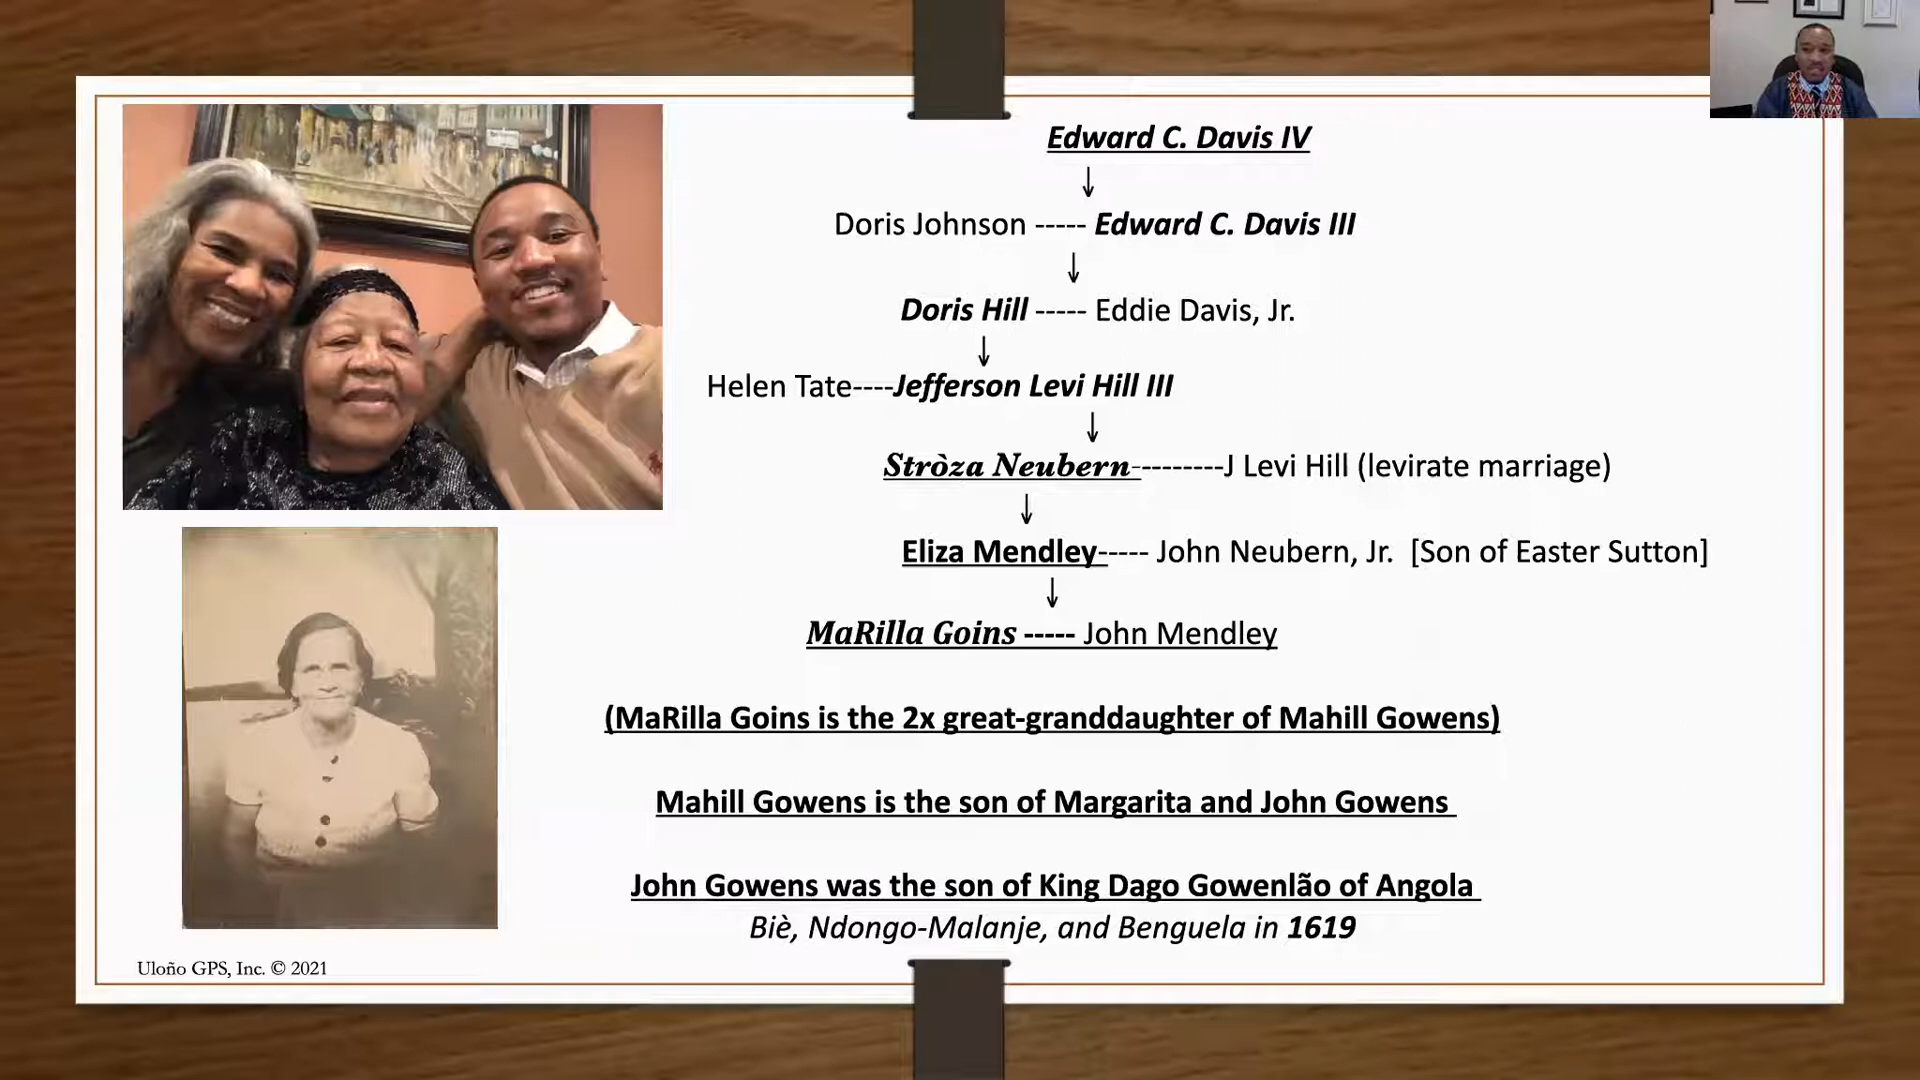 Edward C. Davis IV
↓
Doris Johnson ----- Edward C. Davis III
↓
Doris Hill ----- Eddie Davis, Jr.
↓
Helen Tate----Jefferson Levi Hill III
↓
Stròza Neubern---------J Levi Hill (levirate marriage)
↓
Eliza Mendley----- John Neubern, Jr. [Son of Easter Sutton]
↓
MaRilla Goins ----- John Mendley
(MaRilla Goins is the 2x great-granddaughter of Mahill Gowens)
Mahill Gowens is the son of Margarita and John Gowens
John Gowens was the son of King Dago Gowenlão of Angola
Biè, Ndongo-Malanje, and Benguela in 1619
Uloño GPS, Inc. © 2021